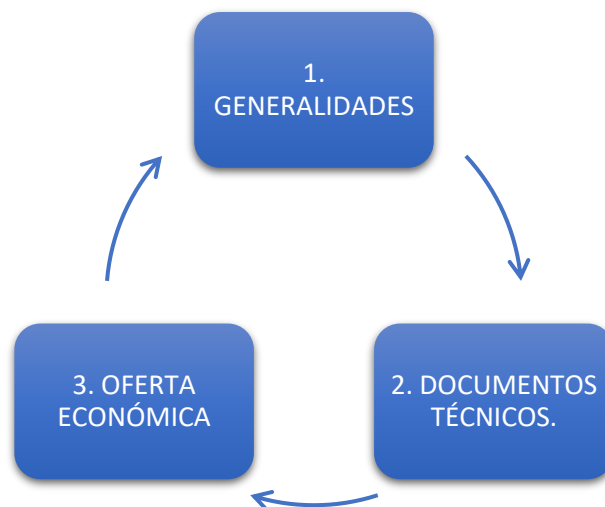 1.
GENERALIDADES
2. DOCUMENTOS
TÉCNICOS.
3. OFERTA
ECONÓMICA